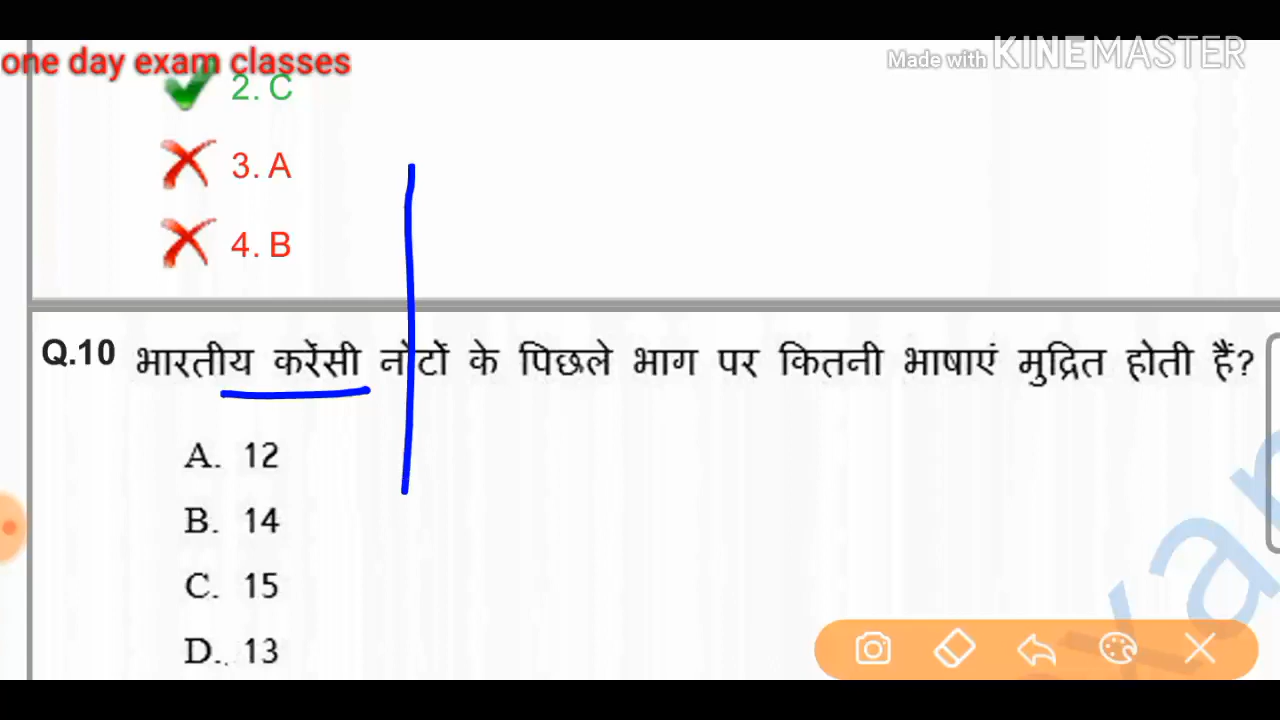 one day exam classes
Made with KINEMASTER
2. C
3. A
4. B
Q.10 भारतीय करेंसी नोटों के पिछले भाग पर कितनी भाषाएं मुद्रित होती हैं?
A. 12
B. 14
C. 15
D. 13